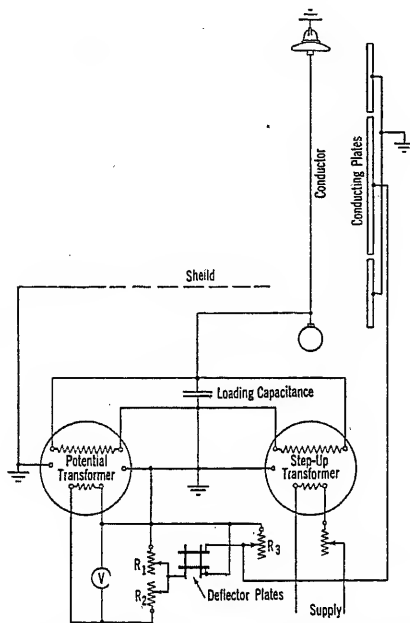 Conductor
Conducting Plates
Sheild
Loading Capacitance
Potential
Transformer
Step-Up
Transformer
V
R1
R2
R3
Deflector Plates
Supply